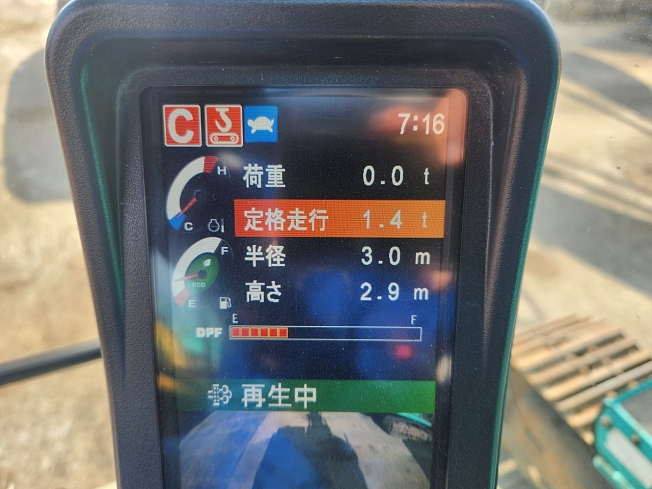 C 7:16
H
荷重 0.0 t
定格走行 1.4 t
C
F
半径 3.0 m
ECO
高さ 2.9 m
E
E F
DPF
再生中